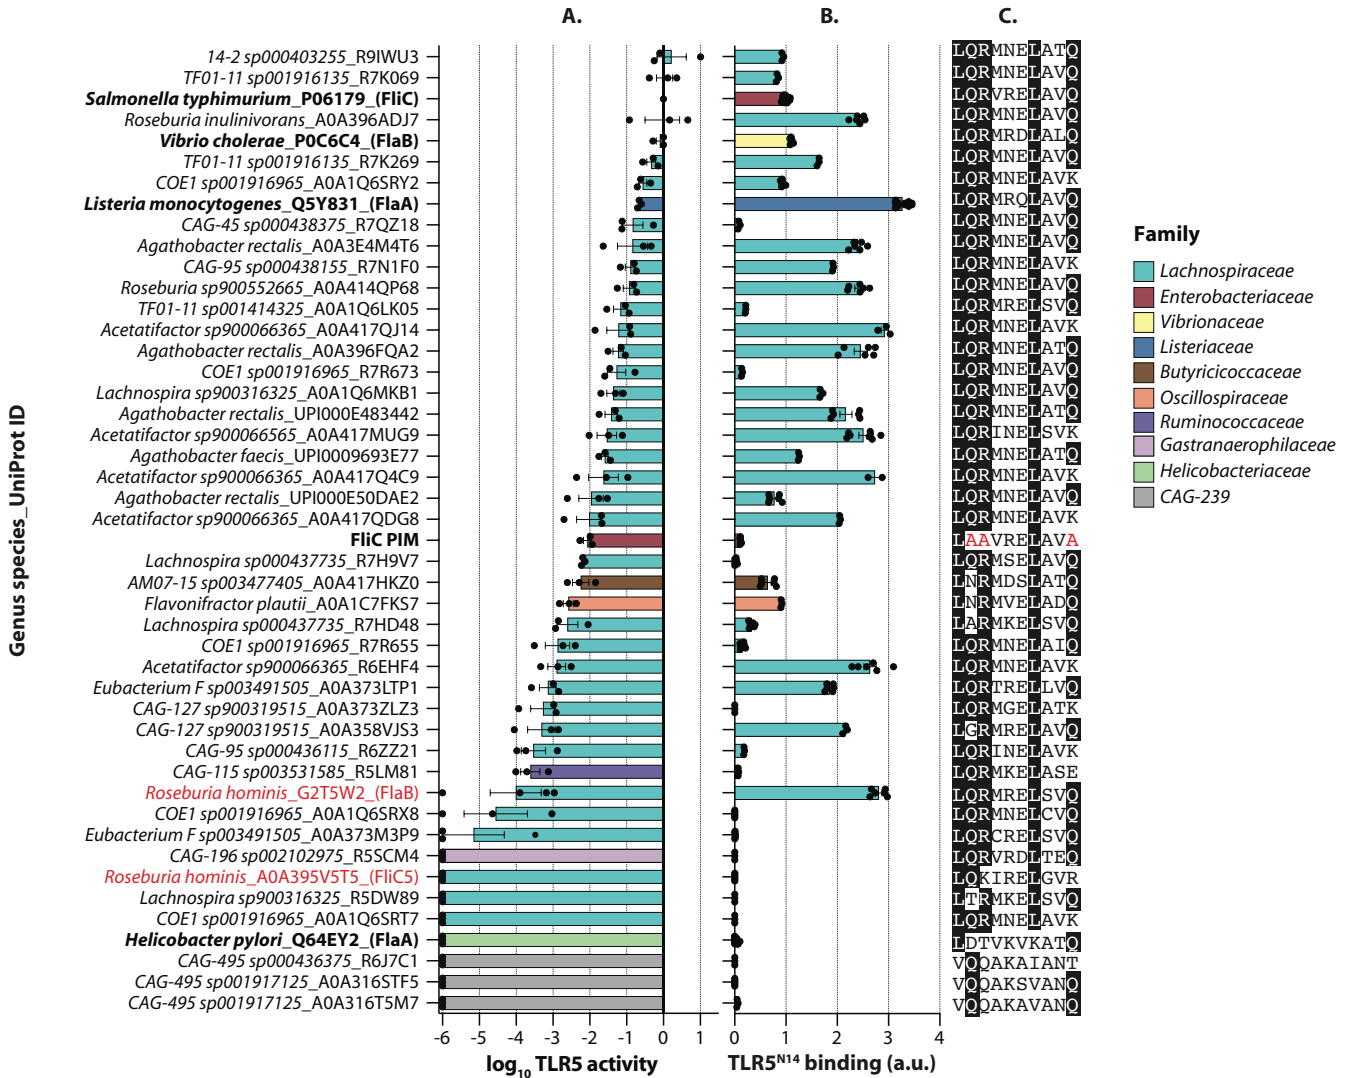 A.
B.
C.
Genus species_UniProt ID
14-2 sp000403255_R9IWU3 LQRMNELATQ
TF01-11 sp001916135_R7K069 LQRMNELAVQ
Salmonella typhimurium_P06179_(FliC) LQRVRELAVQ
Roseburia inulinivorans_A0A396ADJ7 LQRMNELAVQ
Vibrio cholerae_P0C6C4_(FlaB) LQRMRDLALQ
TF01-11 sp001916135_R7K269 LQRMNELAVQ
COE1 sp001916965_A0A1Q6SRY2 LQRMNELAVK
Listeria monocytogenes_Q5Y831_(FlaA) LQRMRQLAVQ
CAG-45 sp000438375_R7QZ18 LQRMNELAVQ
Agathobacter rectalis_A0A3E4M4T6 LQRMNELAVQ
CAG-95 sp000438155_R7N1F0 LQRMNELAVK
Roseburia sp900552665_A0A414QP68 LQRMNELAVQ
TF01-11 sp001414325_A0A1Q6LK05 LQRMRELSVQ
Acetatifactor sp900066365_A0A417QJ14 LQRMNELAVK
Agathobacter rectalis_A0A396FQA2 LQRMNELATQ
COE1 sp001916965_R7R673 LQRMNELAVQ
Lachnospira sp900316325_A0A1Q6MKB1 LQRMNELAVQ
Agathobacter rectalis_UPI000E483442 LQRMNELATQ
Acetatifactor sp900066565_A0A417MUG9 LQRINELSVK
Agathobacter faecis_UPI0009693E77 LQRMNELATQ
Acetatifactor sp900066365_A0A417Q4C9 LQRMNELAVK
Agathobacter rectalis_UPI000E50DAE2 LQRMNELAVQ
Acetatifactor sp900066365_A0A417QDG8 LQRMNELAVK
FliC PIM LAAVRELAVA
Lachnospira sp000437735_R7H9V7 LQRMSELAVQ
AM07-15 sp003477405_A0A417HKZ0 LNRMDSLATQ
Flavonifractor plautii_A0A1C7FKS7 LNRMVELADQ
Lachnospira sp000437735_R7HD48 LARMKELSVQ
COE1 sp001916965_R7R655 LQRMNELAIQ
Acetatifactor sp900066365_R6EHF4 LQRMNELAVK
Eubacterium F sp003491505_A0A373LTP1 LQRTRELLVQ
CAG-127 sp900319515_A0A373ZLZ3 LQRMGELATK
CAG-127 sp900319515_A0A358VJS3 LGRMRELAVQ
CAG-95 sp000436115_R6ZZ21 LQRINELAVK
CAG-115 sp003531585_R5LM81 LQRMKELASE
Roseburia hominis_G2T5W2_(FlaB) LQRMRELSVQ
COE1 sp001916965_A0A1Q6SRX8 LQRMNELCVQ
Eubacterium F sp003491505_A0A373M3P9 LQRCRELSVQ
CAG-196 sp002102975_R5SCM4 LQRVRDLTEQ
Roseburia hominis_A0A395V5T5_(FliC5) LQKIRELGVR
Lachnospira sp900316325_R5DW89 LTRMKELSVQ
COE1 sp001916965_A0A1Q6SRT7 LQRMNELAVK
Helicobacter pylori_Q64EY2_(FlaA) LDTVKVKATQ
CAG-495 sp000436375_R6J7C1 VQQAKAIANT
CAG-495 sp001917125_A0A316STF5 VQQAKSVANQ
CAG-495 sp001917125_A0A316T5M7 VQQAKAVANQ
-6 -5 -4 -3 -2 -1 0 1
log10 TLR5 activity
0 1 2 3 4
TLR5N14 binding (a.u.)
Family
Lachnospiraceae
Enterobacteriaceae
Vibrionaceae
Listeriaceae
Butyricicoccaceae
Oscillospiraceae
Ruminococcaceae
Gastranaerophilaceae
Helicobacteriaceae
CAG-239